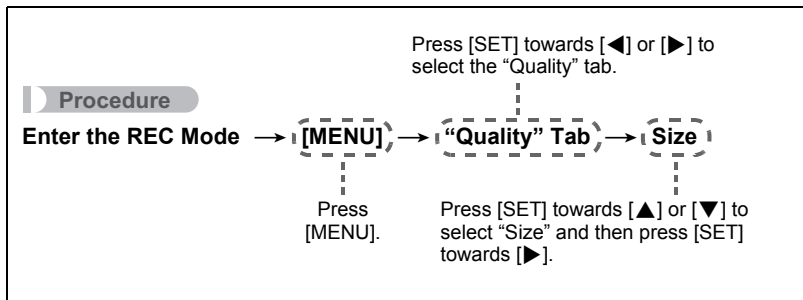 Press [SET] towards [◀] or [▶] to
select the “Quality” tab.
Procedure
Enter the REC Mode → [MENU] → “Quality” Tab → Size
Press
[MENU].
Press [SET] towards [▲] or [▼] to
select “Size” and then press [SET]
towards [▶].